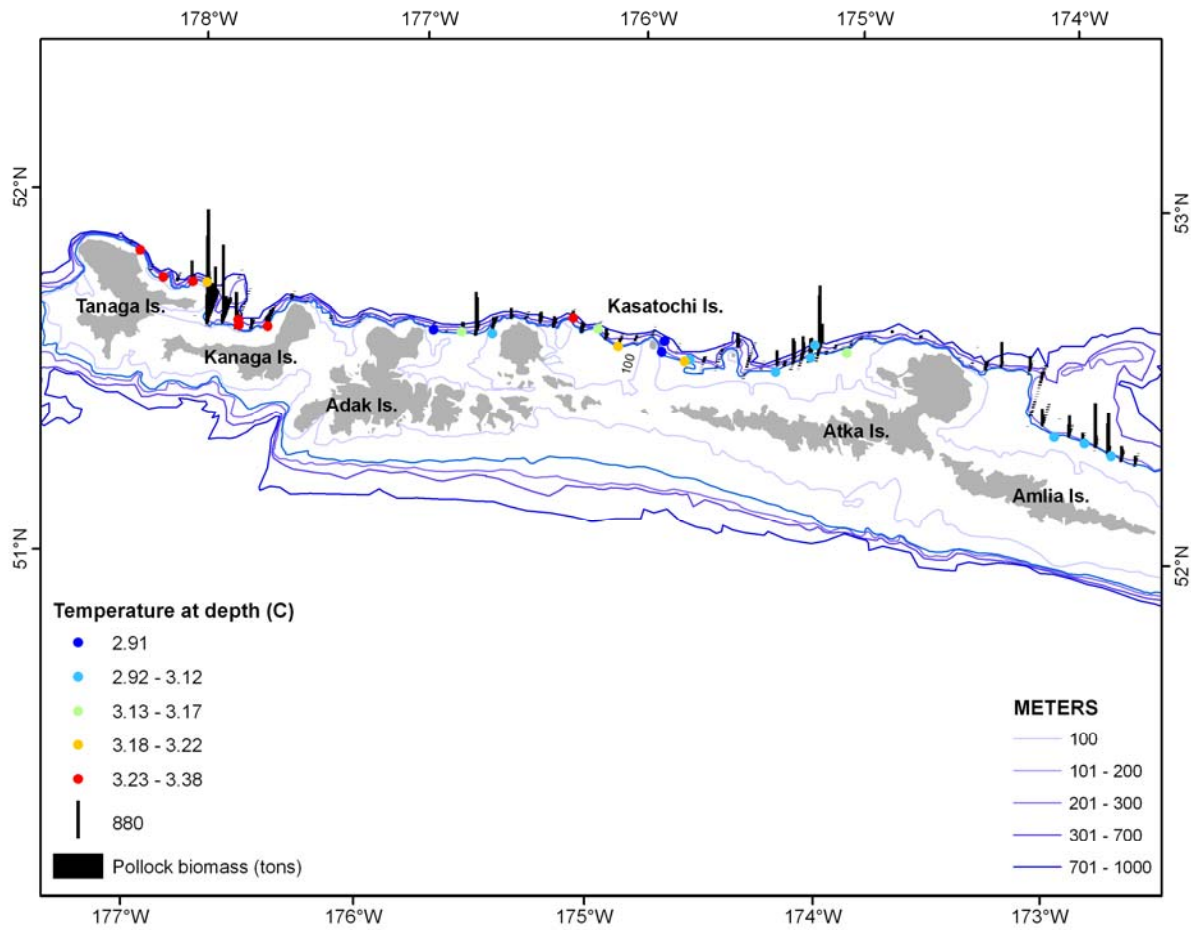 178°W 177°W 176°W 175°W 174°W
52°N
53°N
Tanaga Is.
Kasatochi Is.
Kanaga Is.
100
Adak Is.
Atka Is.
Amlia Is.
51°N
52°N
Temperature at depth (C)
2.91
2.92 - 3.12
3.13 - 3.17
3.18 - 3.22
3.23 - 3.38
880
Pollock biomass (tons)
METERS
100
101 - 200
201 - 300
301 - 700
701 - 1000
177°W 176°W 175°W 174°W 173°W